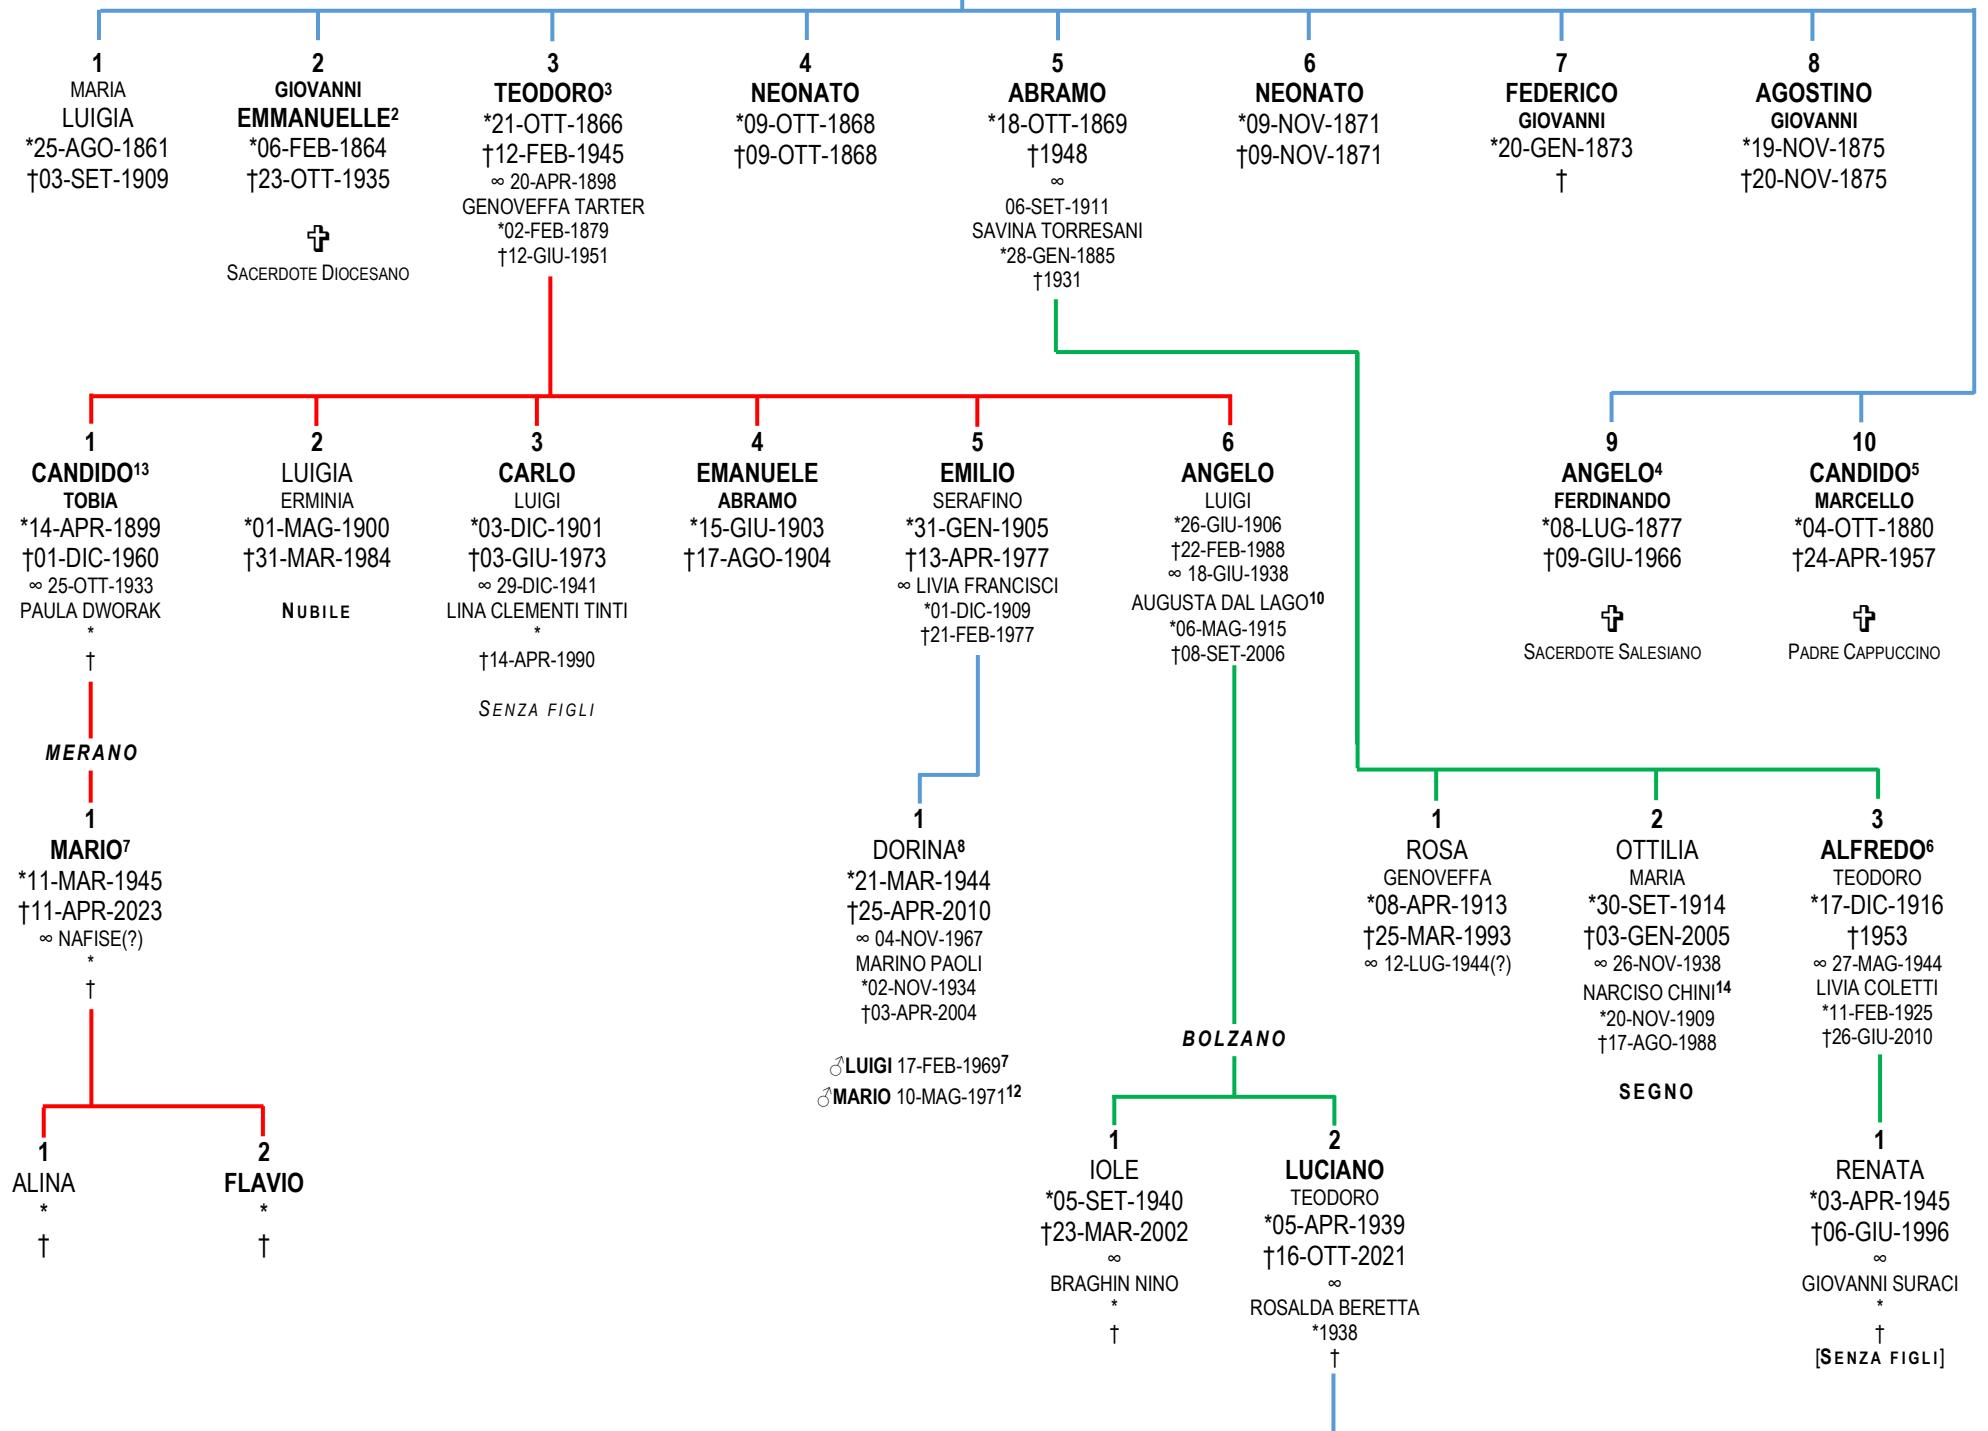 1
MARIA
LUIGIA
*25-AGO-1861
†03-SET-1909
2
GIOVANNI
EMMANUELLE²
*06-FEB-1864
†23-OTT-1935
✞
SACERDOTE DIOCESANO
3
TEODORO³
*21-OTT-1866
†12-FEB-1945
∞ 20-APR-1898
GENOVEFFA TARTER
*02-FEB-1879
†12-GIU-1951
4
NEONATO
*09-OTT-1868
†09-OTT-1868
5
ABRAMO
*18-OTT-1869
†1948
∞
06-SET-1911
SAVINA TORRESANI
*28-GEN-1885
†1931
6
NEONATO
*09-NOV-1871
†09-NOV-1871
7
FEDERICO
GIOVANNI
*20-GEN-1873
†
8
AGOSTINO
GIOVANNI
*19-NOV-1875
†20-NOV-1875
1
CANDIDO¹³
TOBIA
*14-APR-1899
†01-DIC-1960
∞ 25-OTT-1933
PAULA DWORAK
*
†
MERANO
2
LUIGIA
ERMINIA
*01-MAG-1900
†31-MAR-1984
NUBILE
3
CARLO
LUIGI
*03-DIC-1901
†03-GIU-1973
∞ 29-DIC-1941
LINA CLEMENTI TINTI
*
†14-APR-1990
SENZA FIGLI
4
EMANUELE
ABRAMO
*15-GIU-1903
†17-AGO-1904
5
EMILIO
SERAFINO
*31-GEN-1905
†13-APR-1977
∞ LIVIA FRANCISCI
*01-DIC-1909
†21-FEB-1977
6
ANGELO
LUIGI
*26-GIU-1906
†22-FEB-1988
∞ 18-GIU-1938
AUGUSTA DAL LAGO¹⁰
*06-MAG-1915
†08-SET-2006
BOLZANO
9
ANGELO⁴
FERDINANDO
*08-LUG-1877
†09-GIU-1966
✞
SACERDOTE SALESIANO
10
CANDIDO⁵
MARCELLO
*04-OTT-1880
†24-APR-1957
✞
PADRE CAPPUCCINO
1
MARIO⁷
*11-MAR-1945
†11-APR-2023
∞ NAFISE(?)
*
†
1
DORINA⁸
*21-MAR-1944
†25-APR-2010
∞ 04-NOV-1967
MARINO PAOLI
*02-NOV-1934
†03-APR-2004
♂LUIGI 17-FEB-1969⁷
♂MARIO 10-MAG-1971¹²
1
ROSA
GENOVEFFA
*08-APR-1913
†25-MAR-1993
∞ 12-LUG-1944(?)
2
OTTILIA
MARIA
*30-SET-1914
†03-GEN-2005
∞ 26-NOV-1938
NARCISO CHINI¹⁴
*20-NOV-1909
†17-AGO-1988
SEGNO
3
ALFREDO⁶
TEODORO
*17-DIC-1916
†1953
∞ 27-MAG-1944
LIVIA COLETTI
*11-FEB-1925
†26-GIU-2010
1
ALINA
*
†
2
FLAVIO
*
†
1
IOLE
*05-SET-1940
†23-MAR-2002
∞
BRAGHIN NINO
*
†
2
LUCIANO
TEODORO
*05-APR-1939
†16-OTT-2021
∞
ROSALDA BERETTA
*1938
†
1
RENATA
*03-APR-1945
†06-GIU-1996
∞
GIOVANNI SURACI
*
†
[SENZA FIGLI]